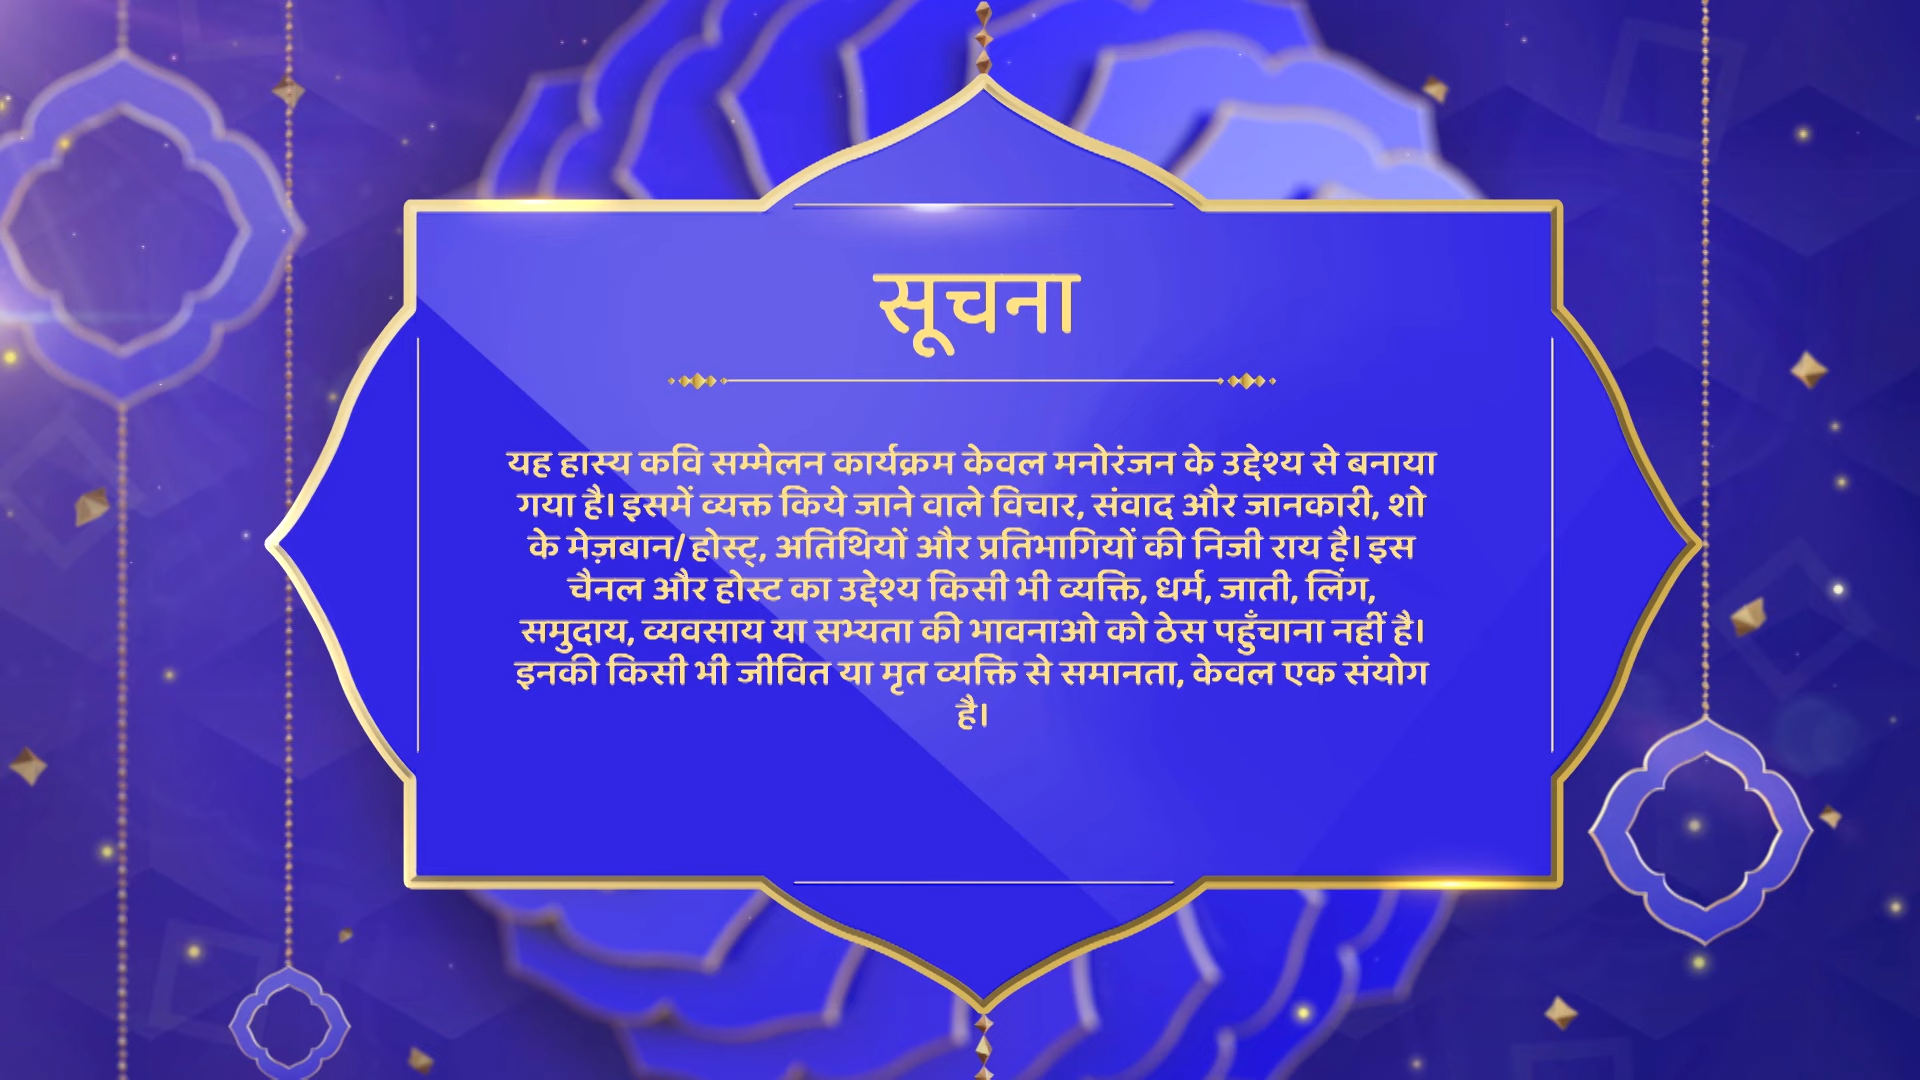 सूचना
यह हास्य कवि सम्मेलन कार्यक्रम केवल मनोरंजन के उद्देश्य से बनाया
गया है। इसमें व्यक्त किये जाने वाले विचार, संवाद और जानकारी, शो
के मेज़बान/होस्ट्, अतिथियों और प्रतिभागियों की निजी राय है। इस
चैनल और होस्ट का उद्देश्य किसी भी व्यक्ति, धर्म, जाती, लिंग,
समुदाय, व्यवसाय या सभ्यता की भावनाओ को ठेस पहुँचाना नहीं है।
इनकी किसी भी जीवित या मृत व्यक्ति से समानता, केवल एक संयोग
है।